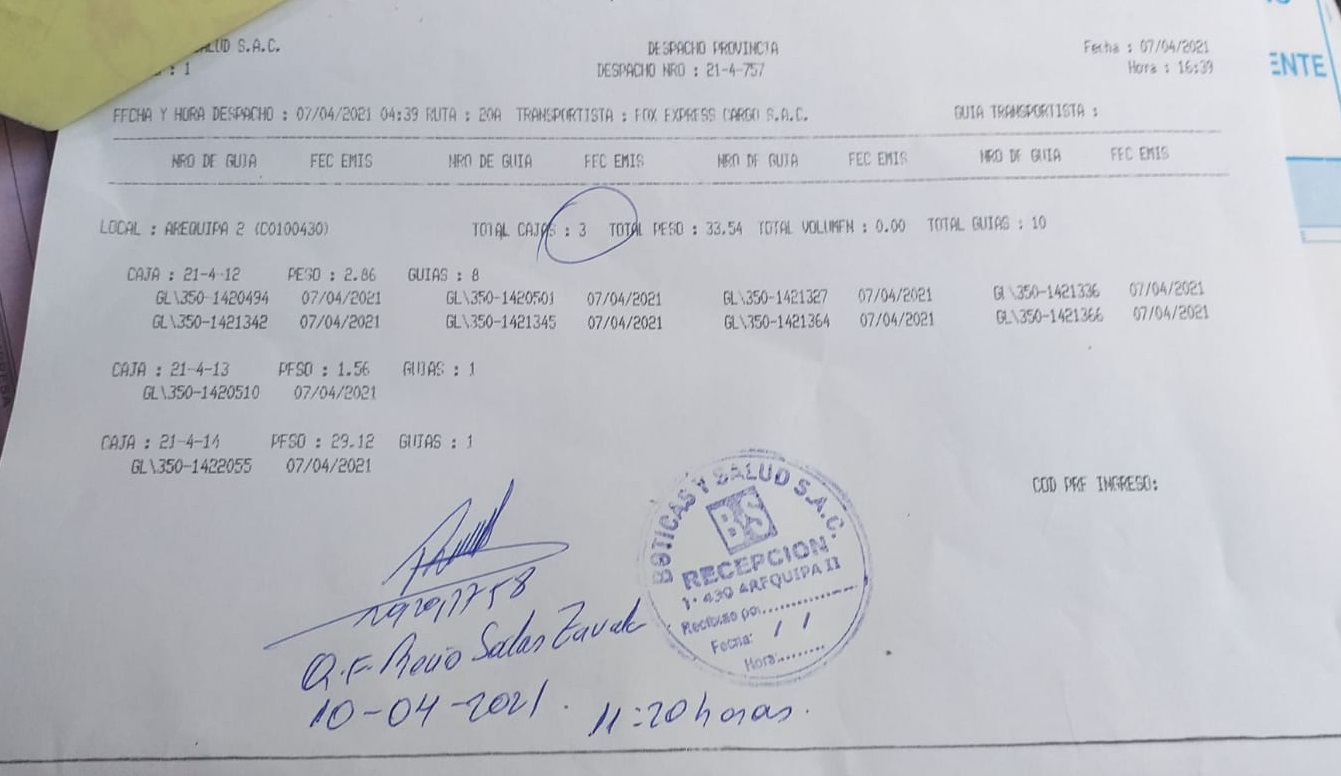 ALUD S.A.C. DESPACHO PROVINCIA Fecha : 07/04/2021
: 1 DESPACHO NRO : 21-4-757 Hora : 16:39
ENTE
FECHA Y HORA DESPACHO : 07/04/2021 04:39 RUTA : 20A TRANSPORTISTA : FOX EXPRESS CARGO S.A.C. GUIA TRANSPORTISTA :
NRO DE GUIA FEC EMIS NRO DE GUIA FEC EMIS NRO DE GUIA FEC EMIS NRO DE GUIA FEC EMIS
LOCAL : AREQUIPA 2 (C0100430) TOTAL CAJAS : 3 TOTAL PESO : 33.54 TOTAL VOLUMEN : 0.00 TOTAL GUIAS : 10
CAJA : 21-4-12 PESO : 2.86 GUIAS : 8
GL\350-1420494 07/04/2021 GL\350-1420501 07/04/2021 GL\350-1421327 07/04/2021 GL\350-1421336 07/04/2021
GL\350-1421342 07/04/2021 GL\350-1421345 07/04/2021 GL\350-1421364 07/04/2021 GL\350-1421366 07/04/2021
CAJA : 21-4-13 PESO : 1.56 GUIAS : 1
GL\350-1420510 07/04/2021
CAJA : 21-4-14 PESO : 29.12 GUIAS : 1
GL\350-1422055 07/04/2021
COD PRF INGRESO:
BOTICAS Y SALUD S.A.C.
BS
RECEPCION
1-430 AREQUIPA II
Recibido por
Fecha: / /
Hora:
Q.F. Rocio Salas Zavala
10-04-2021. 11:20 horas.